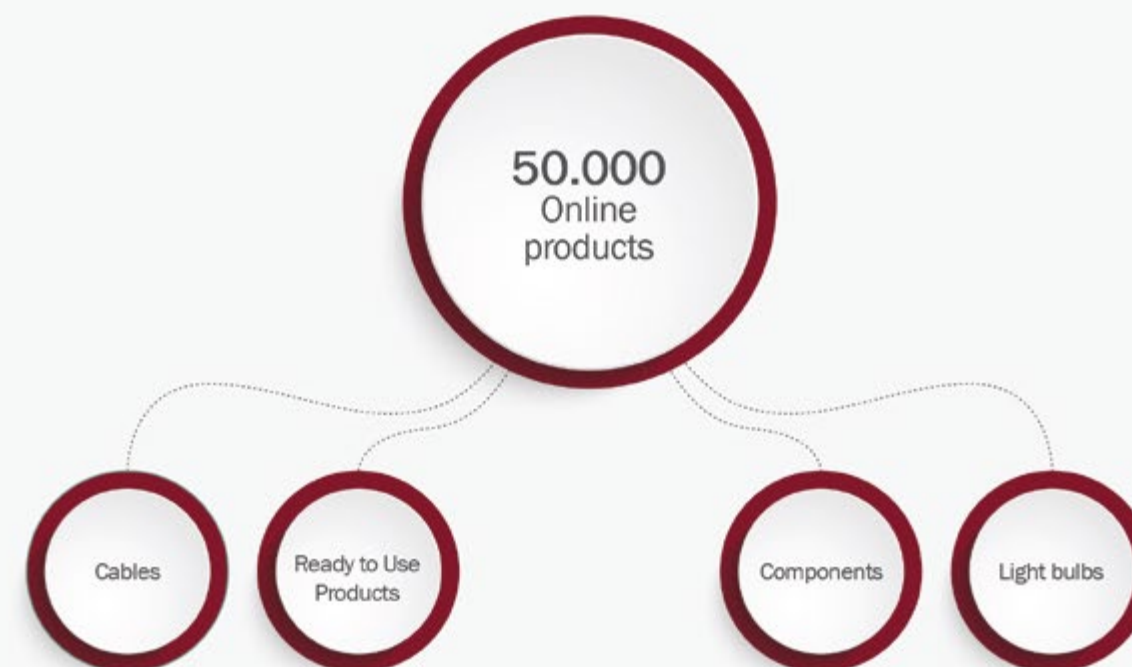 50.000
Online
products
Cables
Ready to Use
Products
Components
Light bulbs